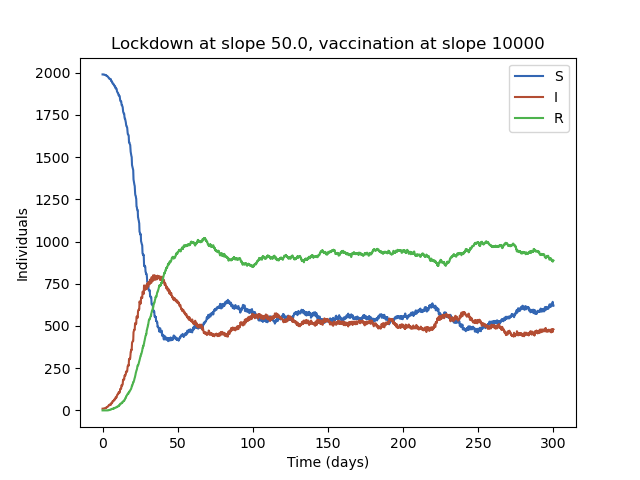 Lockdown at slope 50.0, vaccination at slope 10000
S
I
R
Individuals
2000
1750
1500
1250
1000
750
500
250
0
0 50 100 150 200 250 300
Time (days)